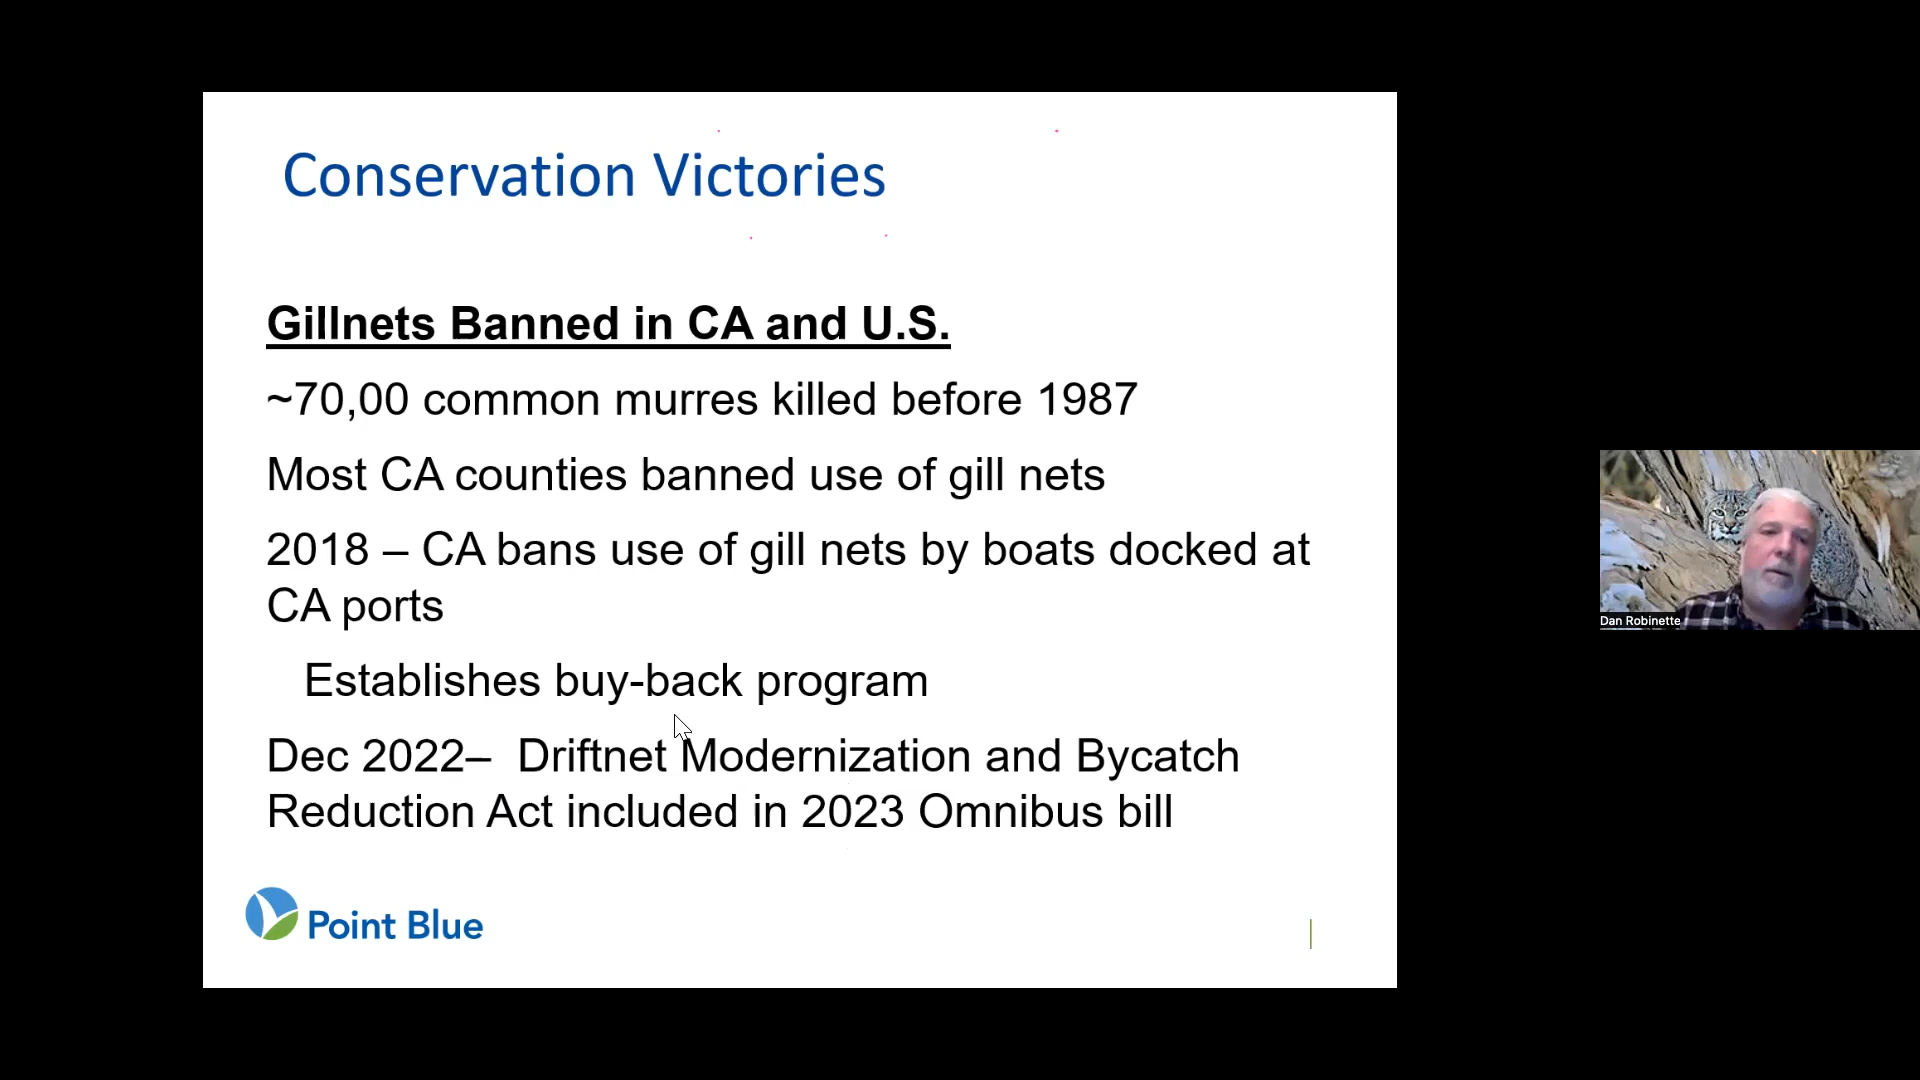 Conservation Victories
Gillnets Banned in CA and U.S.
~70,00 common murres killed before 1987
Most CA counties banned use of gill nets
2018 – CA bans use of gill nets by boats docked at
CA ports
Establishes buy-back program
Dec 2022–  Driftnet Modernization and Bycatch
Reduction Act included in 2023 Omnibus bill
Point Blue
Dan Robinette